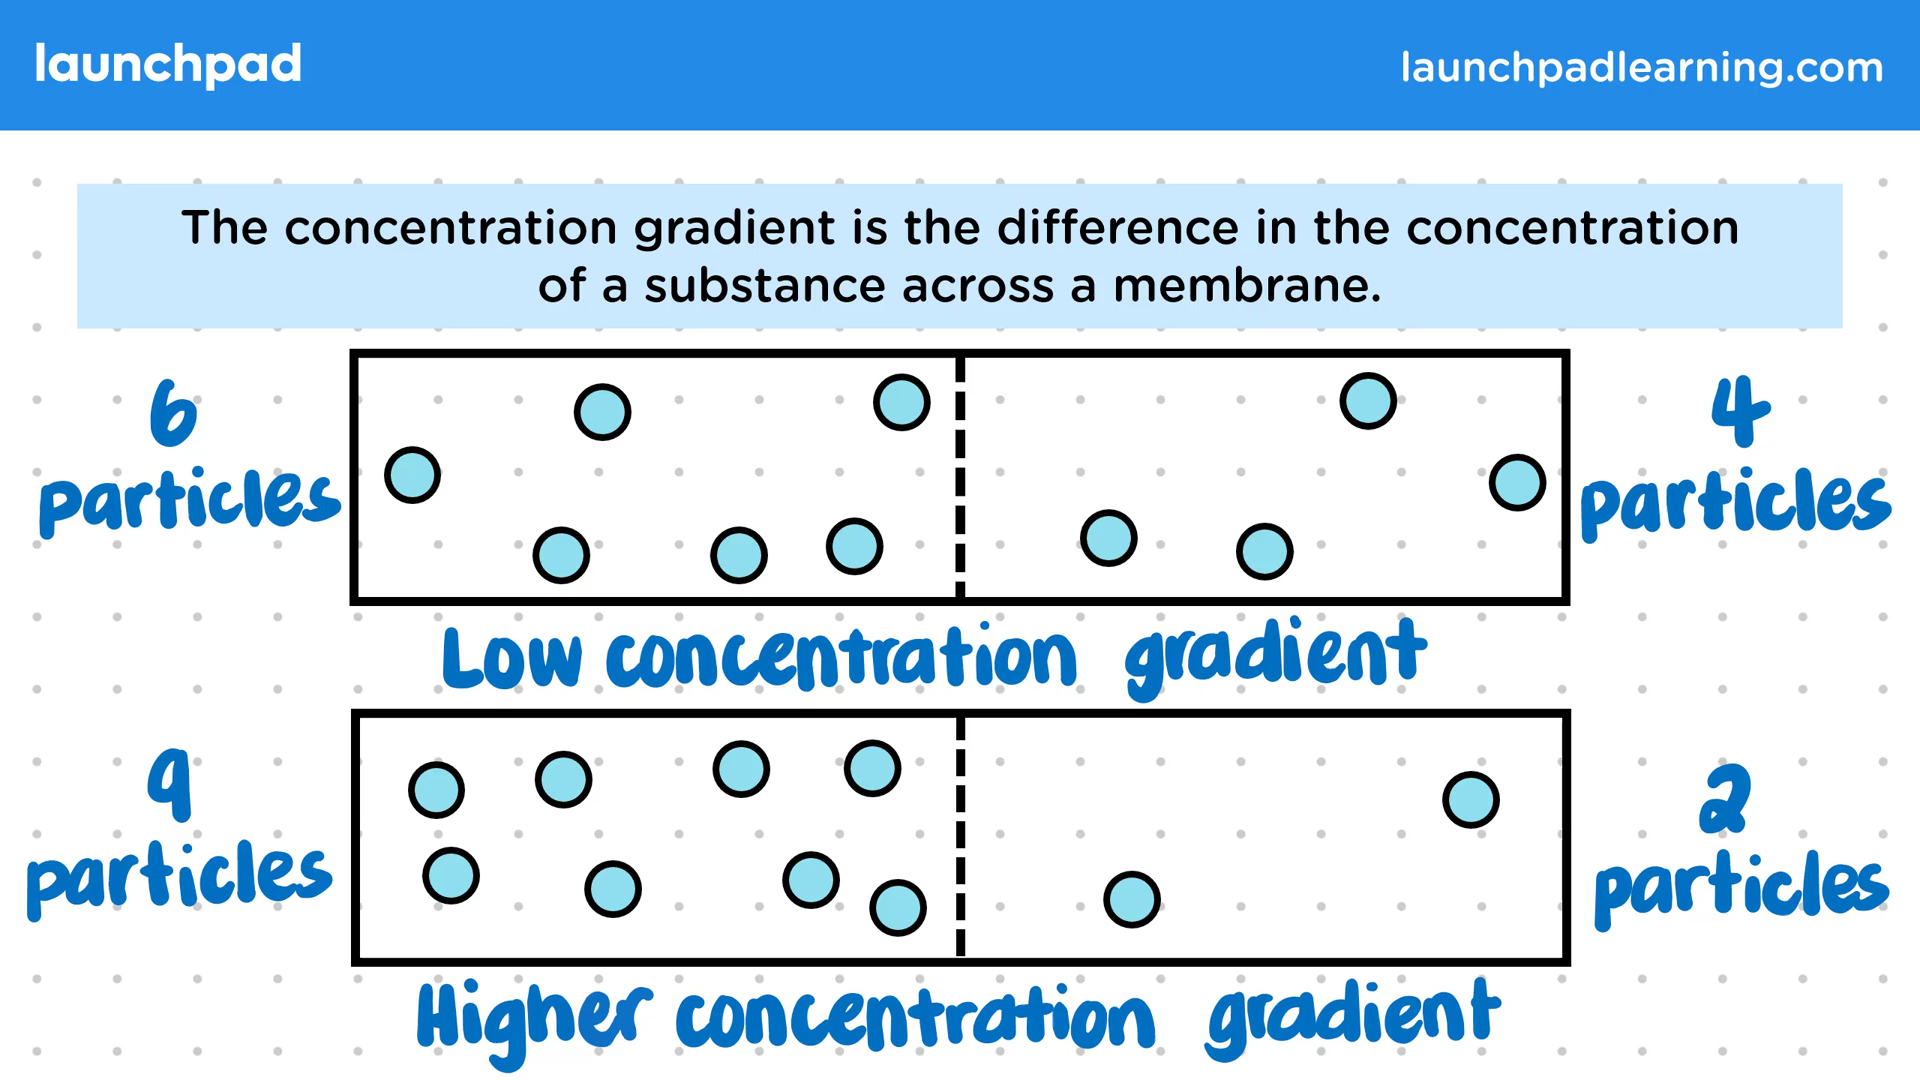 launchpad
launchpadlearning.com
The concentration gradient is the difference in the concentration
of a substance across a membrane.
6
particles
4
particles
Low concentration gradient
9
particles
2
particles
Higher concentration gradient